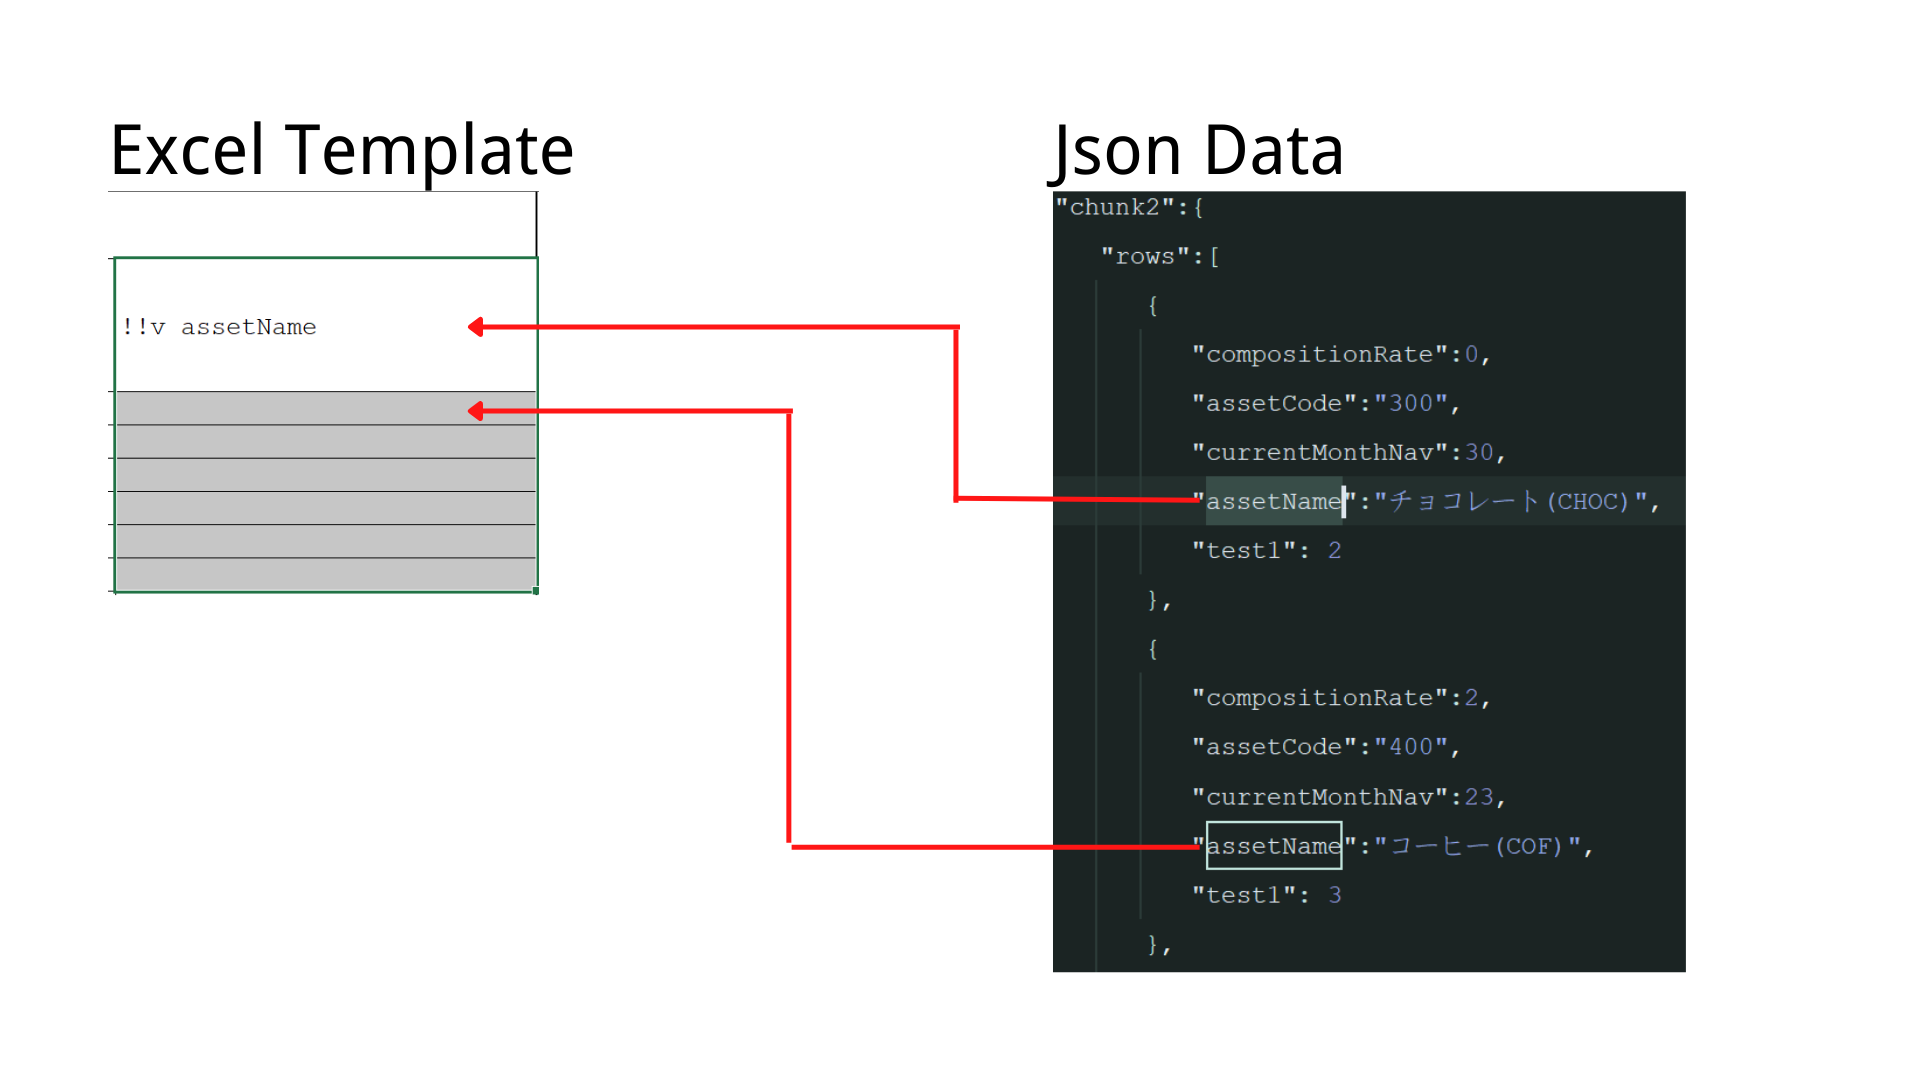 Excel Template
!!v assetName
Json Data
"chunk2":{
"rows":[
{
"compositionRate":0,
"assetCode":"300",
"currentMonthNav":30,
"assetName":"チョコレート(CHOC)",
"test1": 2
},
{
"compositionRate":2,
"assetCode":"400",
"currentMonthNav":23,
"assetName":"コーヒー(COF)",
"test1": 3
},